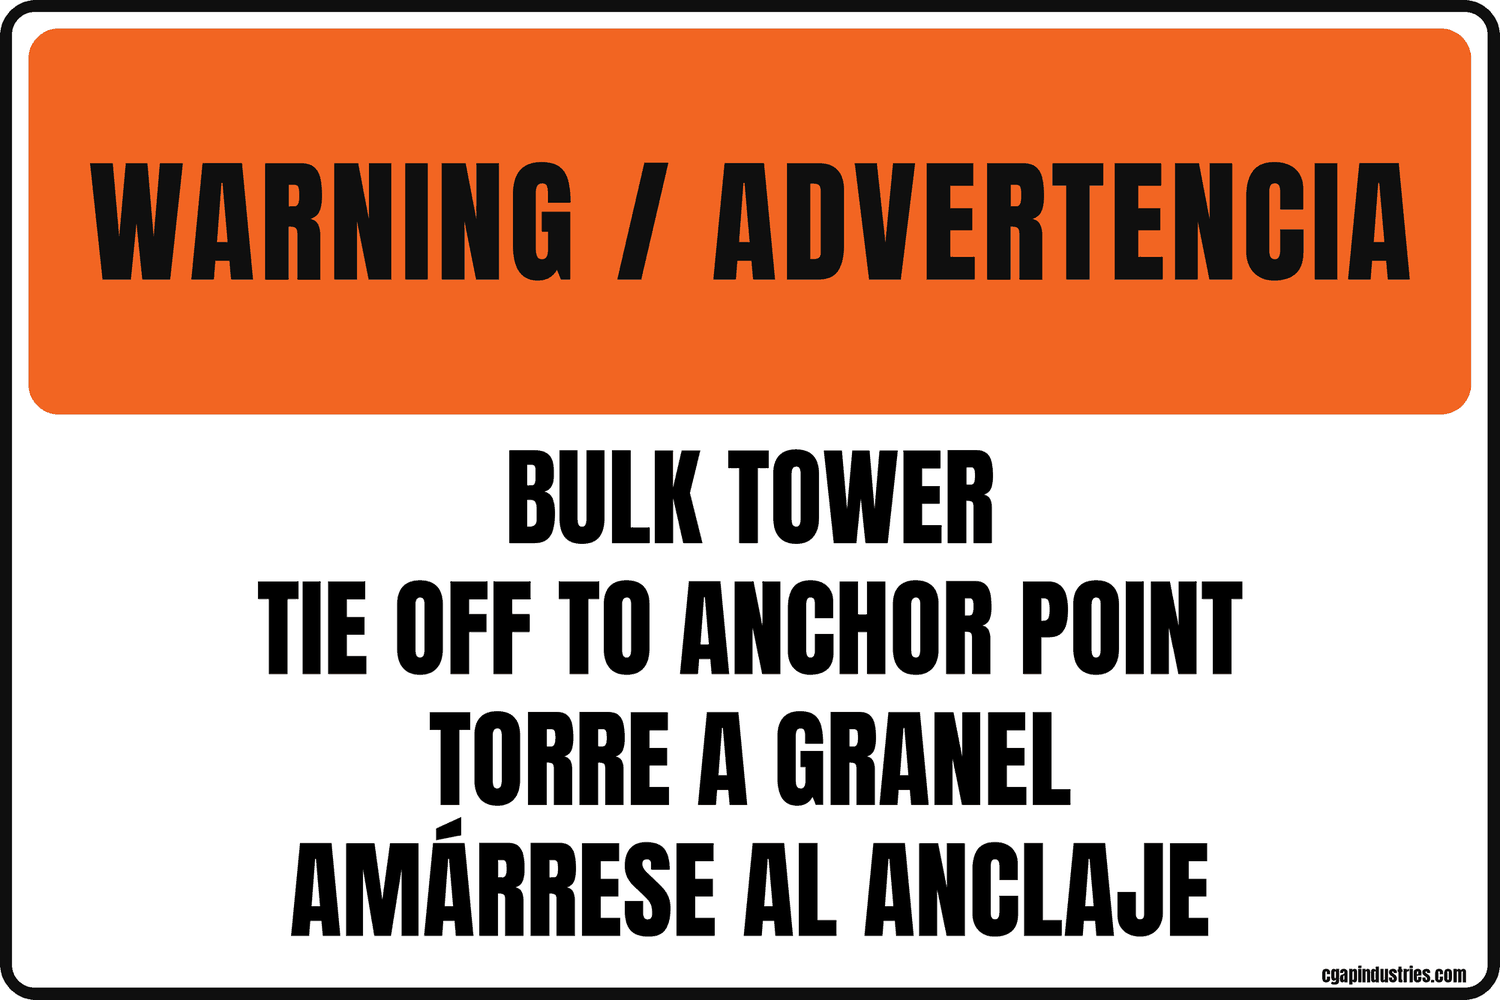 WARNING / ADVERTENCIA
BULK TOWER
TIE OFF TO ANCHOR POINT
TORRE A GRANEL
AMÁRRESE AL ANCLAJE
cgapindustries.com